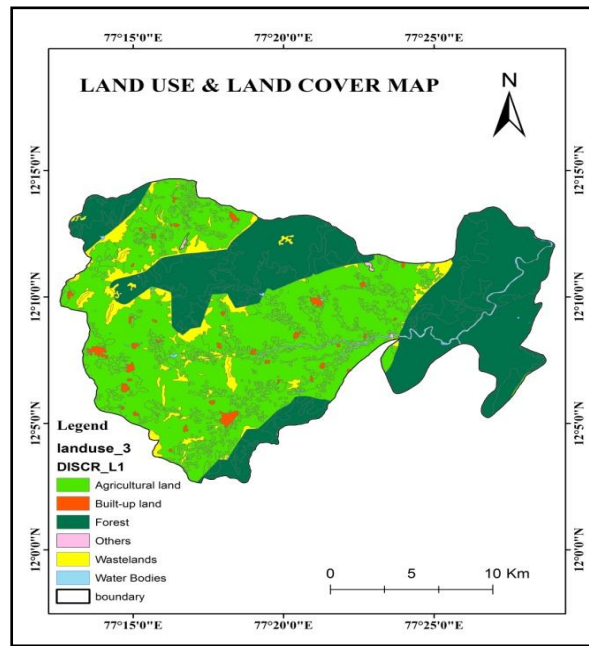 77°15'0"E 77°20'0"E 77°25'0"E
LAND USE & LAND COVER MAP
N
12°15'0"N 12°15'0"N
12°10'0"N 12°10'0"N
12°5'0"N 12°5'0"N
Legend
landuse_3
DISCR_L1
Agricultural land
Built-up land
Forest
Others
Wastelands
Water Bodies
boundary
12°0'0"N 12°0'0"N
0 5 10 Km
77°15'0"E 77°20'0"E 77°25'0"E